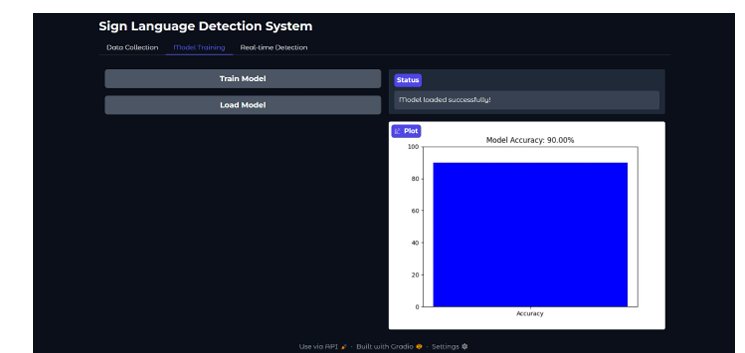 Sign Language Detection System
Data Collection Model Training Real-time Detection
Train Model
Load Model
Status
Model loaded successfully!
Plot
Model Accuracy: 90.00%
100
80
60
40
20
0
Accuracy
Use via API · Built with Gradio · Settings